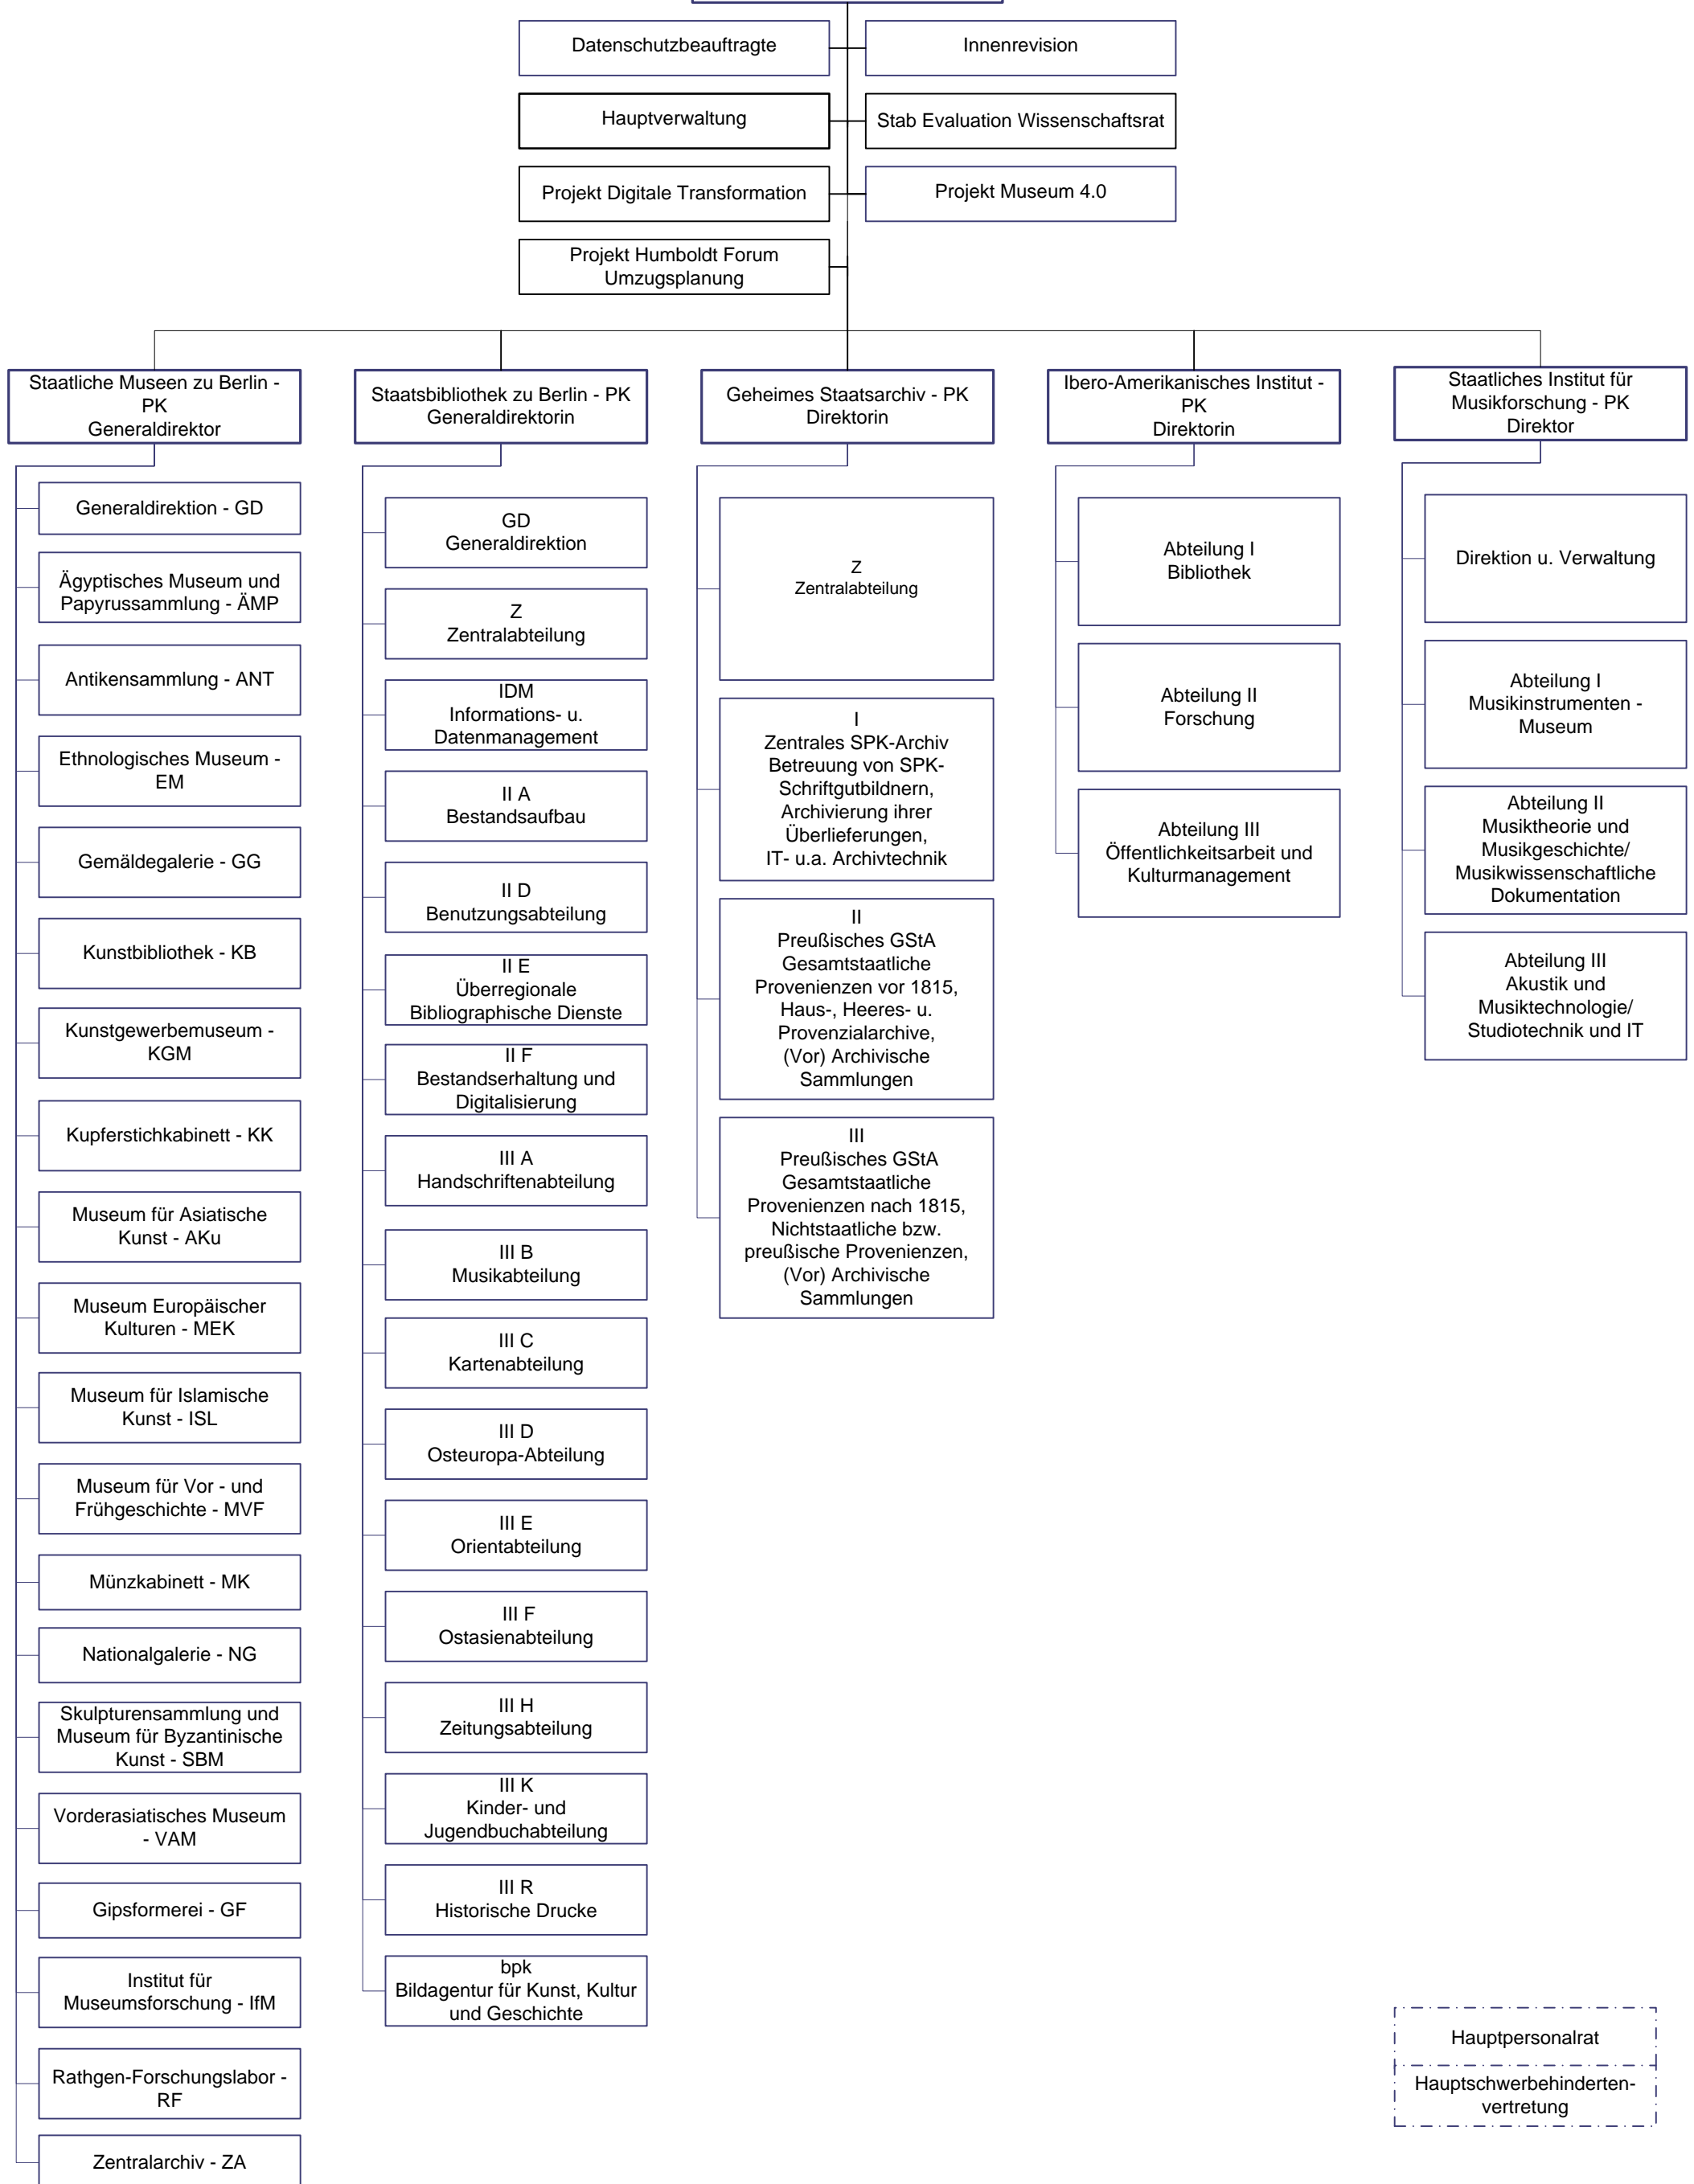 Datenschutzbeauftragte
Innenrevision
Hauptverwaltung
Stab Evaluation Wissenschaftsrat
Projekt Digitale Transformation
Projekt Museum 4.0
Projekt Humboldt Forum
Umzugsplanung
Staatliche Museen zu Berlin -
PK
Generaldirektor
Generaldirektion - GD
Ägyptisches Museum und
Papyrussammlung - ÄMP
Antikensammlung - ANT
Ethnologisches Museum -
EM
Gemäldegalerie - GG
Kunstbibliothek - KB
Kunstgewerbemuseum -
KGM
Kupferstichkabinett - KK
Museum für Asiatische
Kunst - AKu
Museum Europäischer
Kulturen - MEK
Museum für Islamische
Kunst - ISL
Museum für Vor - und
Frühgeschichte - MVF
Münzkabinett - MK
Nationalgalerie - NG
Skulpturensammlung und
Museum für Byzantinische
Kunst - SBM
Vorderasiatisches Museum
- VAM
Gipsformerei - GF
Institut für
Museumsforschung - IfM
Rathgen-Forschungslabor -
RF
Zentralarchiv - ZA
Staatsbibliothek zu Berlin - PK
Generaldirektorin
GD
Generaldirektion
Z
Zentralabteilung
IDM
Informations- u.
Datenmanagement
II A
Bestandsaufbau
II D
Benutzungsabteilung
II E
Überregionale
Bibliographische Dienste
II F
Bestandserhaltung und
Digitalisierung
III A
Handschriftenabteilung
III B
Musikabteilung
III C
Kartenabteilung
III D
Osteuropa-Abteilung
III E
Orientabteilung
III F
Ostasienabteilung
III H
Zeitungsabteilung
III K
Kinder- und
Jugendbuchabteilung
III R
Historische Drucke
bpk
Bildagentur für Kunst, Kultur
und Geschichte
Geheimes Staatsarchiv - PK
Direktorin
Z
Zentralabteilung
I
Zentrales SPK-Archiv
Betreuung von SPK-
Schriftgutbildnern,
Archivierung ihrer
Überlieferungen,
IT- u.a. Archivtechnik
II
Preußisches GStA
Gesamtstaatliche
Provenienzen vor 1815,
Haus-, Heeres- u.
Provenzialarchive,
(Vor) Archivische
Sammlungen
III
Preußisches GStA
Gesamtstaatliche
Provenienzen nach 1815,
Nichtstaatliche bzw.
preußische Provenienzen,
(Vor) Archivische
Sammlungen
Ibero-Amerikanisches Institut -
PK
Direktorin
Abteilung I
Bibliothek
Abteilung II
Forschung
Abteilung III
Öffentlichkeitsarbeit und
Kulturmanagement
Staatliches Institut für
Musikforschung - PK
Direktor
Direktion u. Verwaltung
Abteilung I
Musikinstrumenten -
Museum
Abteilung II
Musiktheorie und
Musikgeschichte/
Musikwissenschaftliche
Dokumentation
Abteilung III
Akustik und
Musiktechnologie/
Studiotechnik und IT
Hauptpersonalrat
Hauptschwerbehinderten-
vertretung